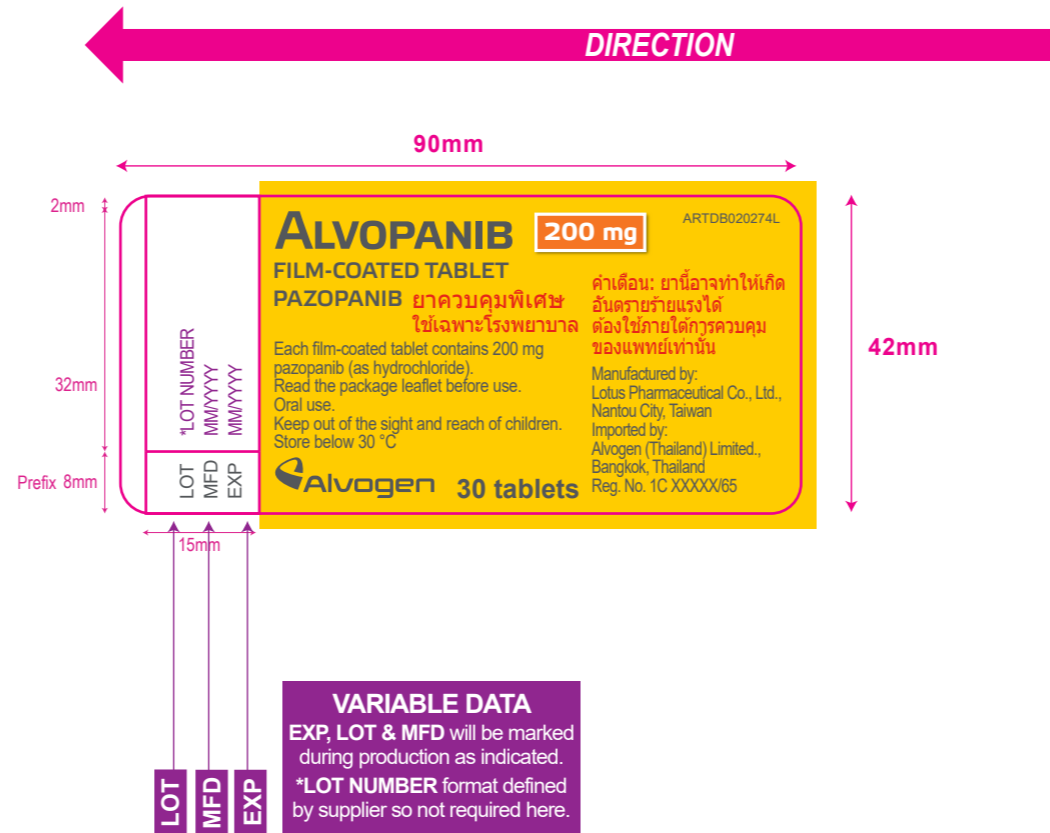 DIRECTION
90mm
2mm
32mm
Prefix 8mm
15mm
42mm
*LOT NUMBER
MM/YYYY
MM/YYYY
LOT
MFD
EXP
ALVOPANIB
200 mg
ARTDB020274L
FILM-COATED TABLET
PAZOPANIB
ยาควบคุมพิเศษ
ใช้เฉพาะโรงพยาบาล
Each film-coated tablet contains 200 mg
pazopanib (as hydrochloride).
Read the package leaflet before use.
Oral use.
Keep out of the sight and reach of children.
Store below 30 °C
Alvogen
30 tablets
คำเตือน: ยานี้อาจทำให้เกิด
อันตรายร้ายแรงได้
ต้องใช้ภายใต้การควบคุม
ของแพทย์เท่านั้น
Manufactured by:
Lotus Pharmaceutical Co., Ltd.,
Nantou City, Taiwan
Imported by:
Alvogen (Thailand) Limited.,
Bangkok, Thailand
Reg. No. 1C XXXXX/65
LOT
MFD
EXP
VARIABLE DATA
EXP, LOT & MFD will be marked
during production as indicated.
*LOT NUMBER format defined
by supplier so not required here.